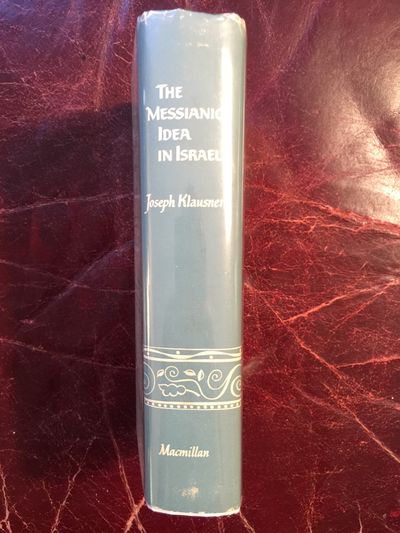 THE
MESSIANIC
IDEA
IN ISRAEL
Joseph Klausner
Macmillan